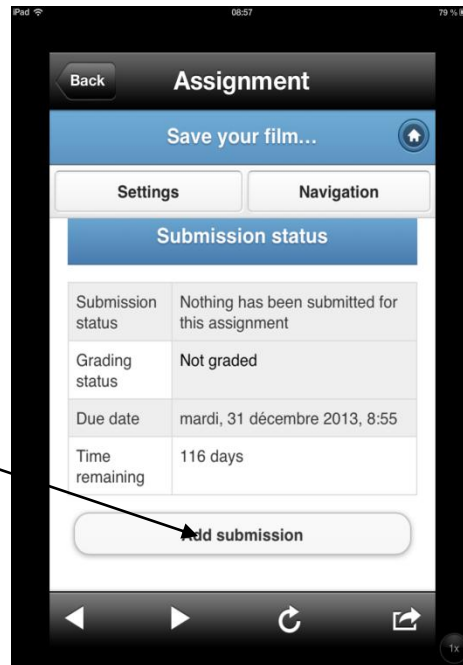 iPad 08:57 79 %
Back Assignment
Save your film...
Settings Navigation
Submission status
Submission status Nothing has been submitted for this assignment
Grading status Not graded
Due date mardi, 31 décembre 2013, 8:55
Time remaining 116 days
Add submission
1x